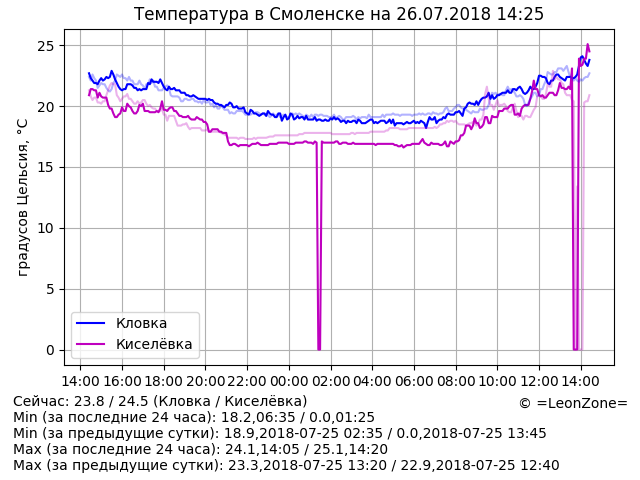 Температура в Смоленске на 26.07.2018 14:25
градусов Цельсия, °C
25
20
15
10
5
0
Кловка
Киселёвка
14:00 16:00 18:00 20:00 22:00 00:00 02:00 04:00 06:00 08:00 10:00 12:00 14:00
Сейчас: 23.8 / 24.5 (Кловка / Киселёвка)
© =LeonZone=
Min (за последние 24 часа): 18.2,06:35 / 0.0,01:25
Min (за предыдущие сутки): 18.9,2018-07-25 02:35 / 0.0,2018-07-25 13:45
Max (за последние 24 часа): 24.1,14:05 / 25.1,14:20
Max (за предыдущие сутки): 23.3,2018-07-25 13:20 / 22.9,2018-07-25 12:40